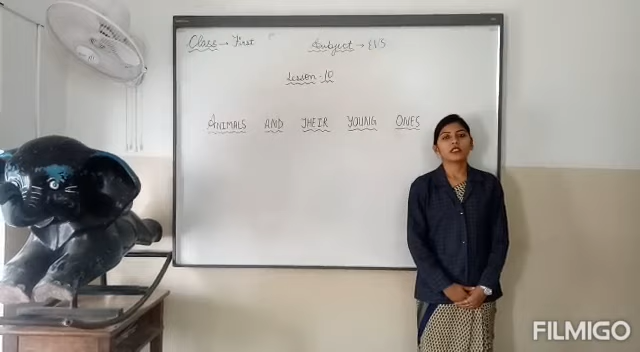 Class → First
Subject → EVS
Lesson - 10
ANIMALS AND THEIR YOUNG ONES
FILMIGO